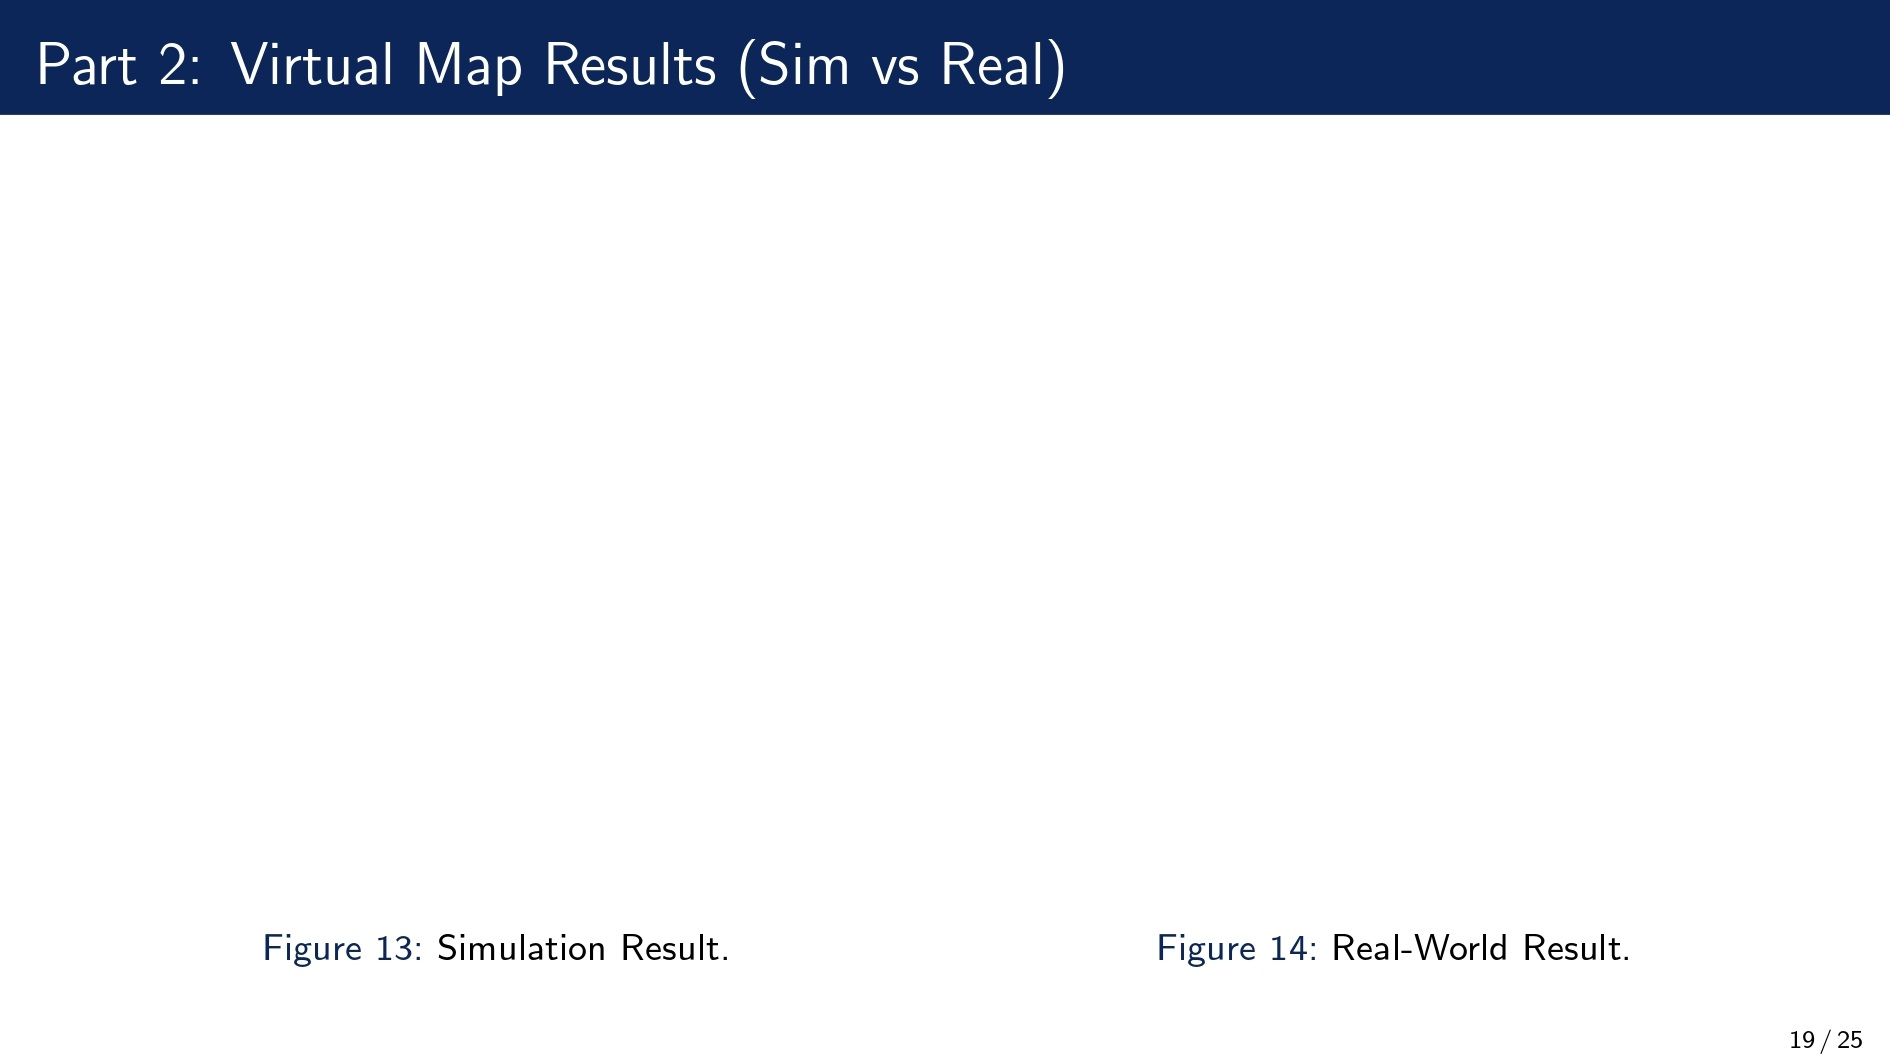 Part 2: Virtual Map Results (Sim vs Real)
Figure 13: Simulation Result.
Figure 14: Real-World Result.
19 / 25